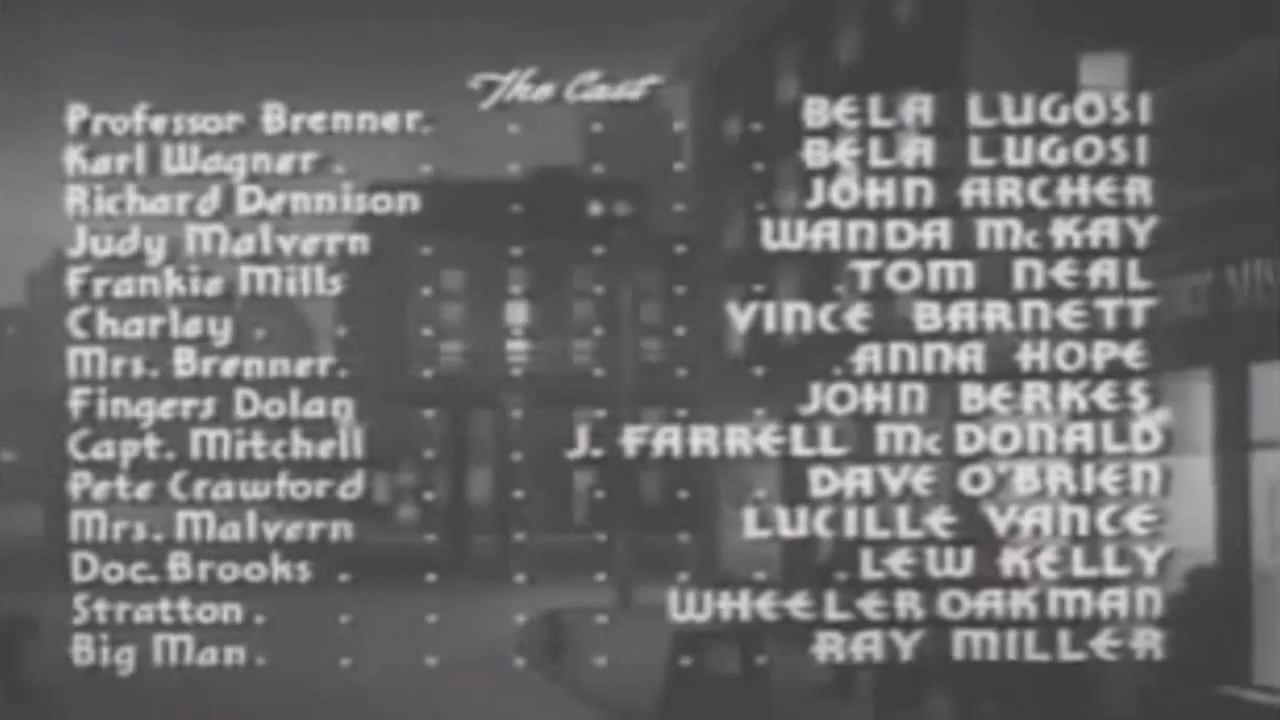 The Cast
Professor Brenner. . . . . BELA LUGOSI
Karl Wagner . . . . . . BELA LUGOSI
Richard Dennison . . . . JOHN ARCHER
Judy Malvern . . . . . WANDA McKAY
Frankie Mills . . . . . . TOM NEAL
Charley . . . . . . VINCE BARNETT
Mrs. Brenner. . . . . . . ANNA HOPE
Fingers Dolan . . . . . JOHN BERKES
Capt. Mitchell . . J. FARRELL McDONALD
Pete Crawford . . . . . DAVE O'BRIEN
Mrs. Malvern . . . . LUCILLE VANCE
Doc. Brooks . . . . . . . LEW KELLY
Stratton . . . . . WHEELER OAKMAN
Big Man. . . . . . . RAY MILLER